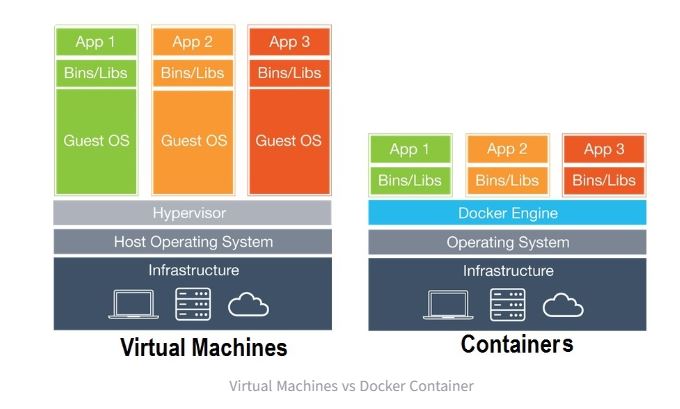 App 1
App 2
App 3
Bins/Libs
Bins/Libs
Bins/Libs
Guest OS
Guest OS
Guest OS
Hypervisor
Host Operating System
Infrastructure
Virtual Machines
App 1
App 2
App 3
Bins/Libs
Bins/Libs
Bins/Libs
Docker Engine
Operating System
Infrastructure
Containers
Virtual Machines vs Docker Container